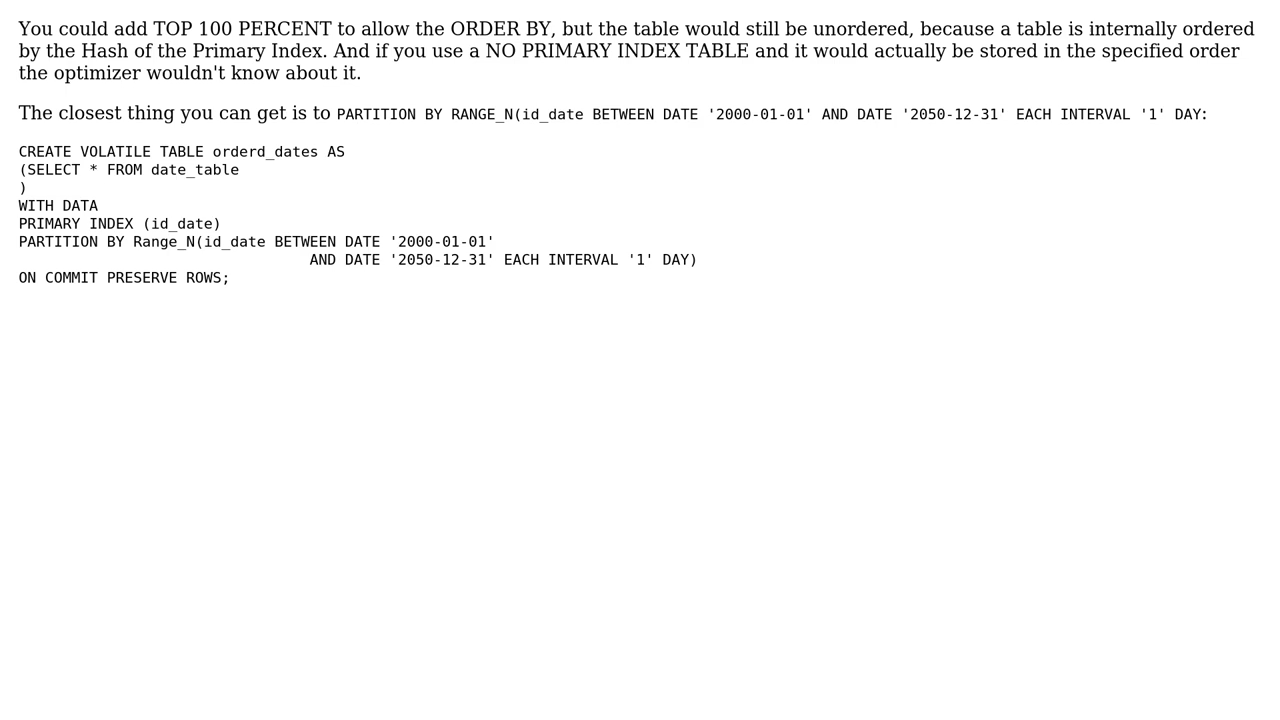 You could add TOP 100 PERCENT to allow the ORDER BY, but the table would still be unordered, because a table is internally ordered
by the Hash of the Primary Index. And if you use a NO PRIMARY INDEX TABLE and it would actually be stored in the specified order
the optimizer wouldn't know about it.
The closest thing you can get is to PARTITION BY RANGE_N(id_date BETWEEN DATE '2000-01-01' AND DATE '2050-12-31' EACH INTERVAL '1' DAY:
CREATE VOLATILE TABLE orderd_dates AS
(SELECT * FROM date_table
)
WITH DATA
PRIMARY INDEX (id_date)
PARTITION BY Range_N(id_date BETWEEN DATE '2000-01-01'
AND DATE '2050-12-31' EACH INTERVAL '1' DAY)
ON COMMIT PRESERVE ROWS;